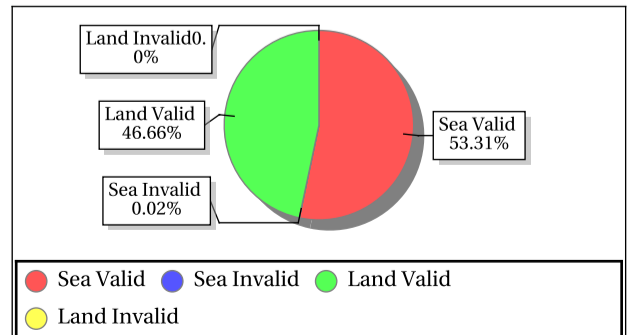 Land Invalid0.
0%
Land Valid
46.66%
Sea Valid
53.31%
Sea Invalid
0.02%
Sea Valid Sea Invalid Land Valid
Land Invalid